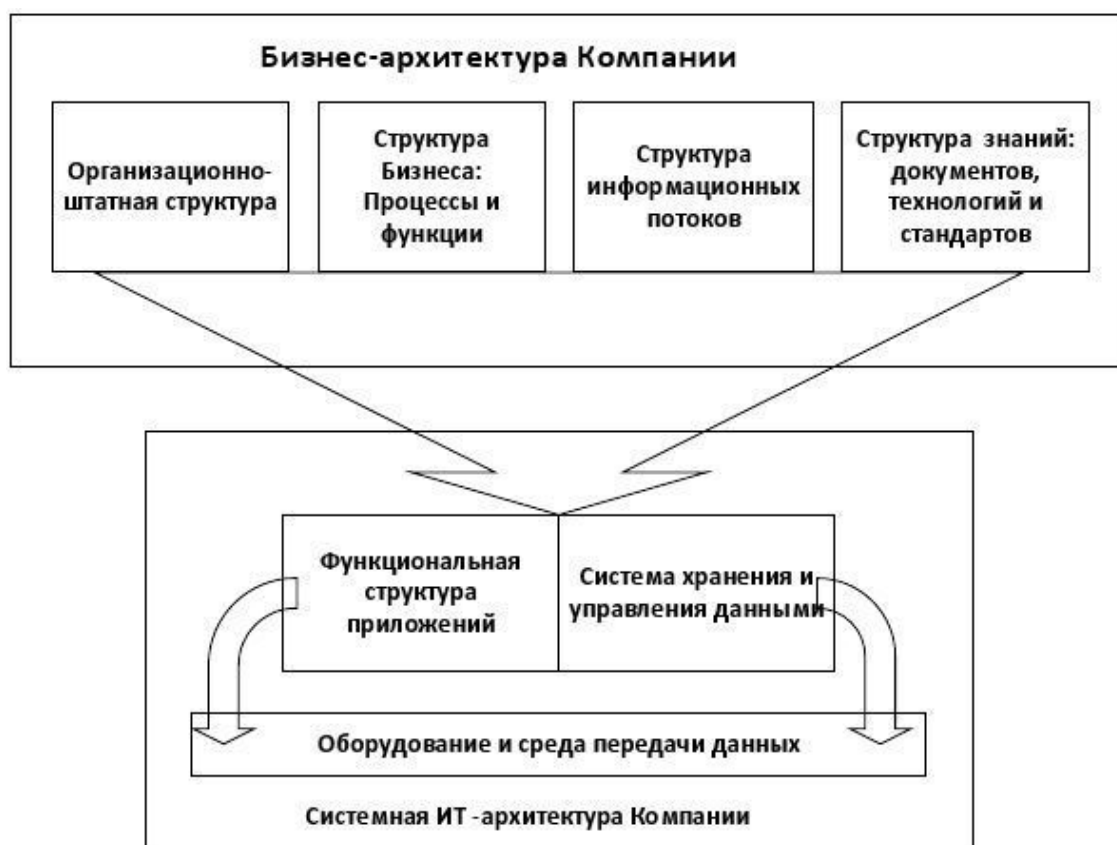 Бизнес-архитектура Компании
Организационно-
штатная структура
Структура
Бизнеса:
Процессы и
функции
Структура
информационных
потоков
Структура знаний:
документов,
технологий и
стандартов
Функциональная
структура
приложений
Система хранения и
управления данными
Оборудование и среда передачи данных
Системная ИТ -архитектура Компании